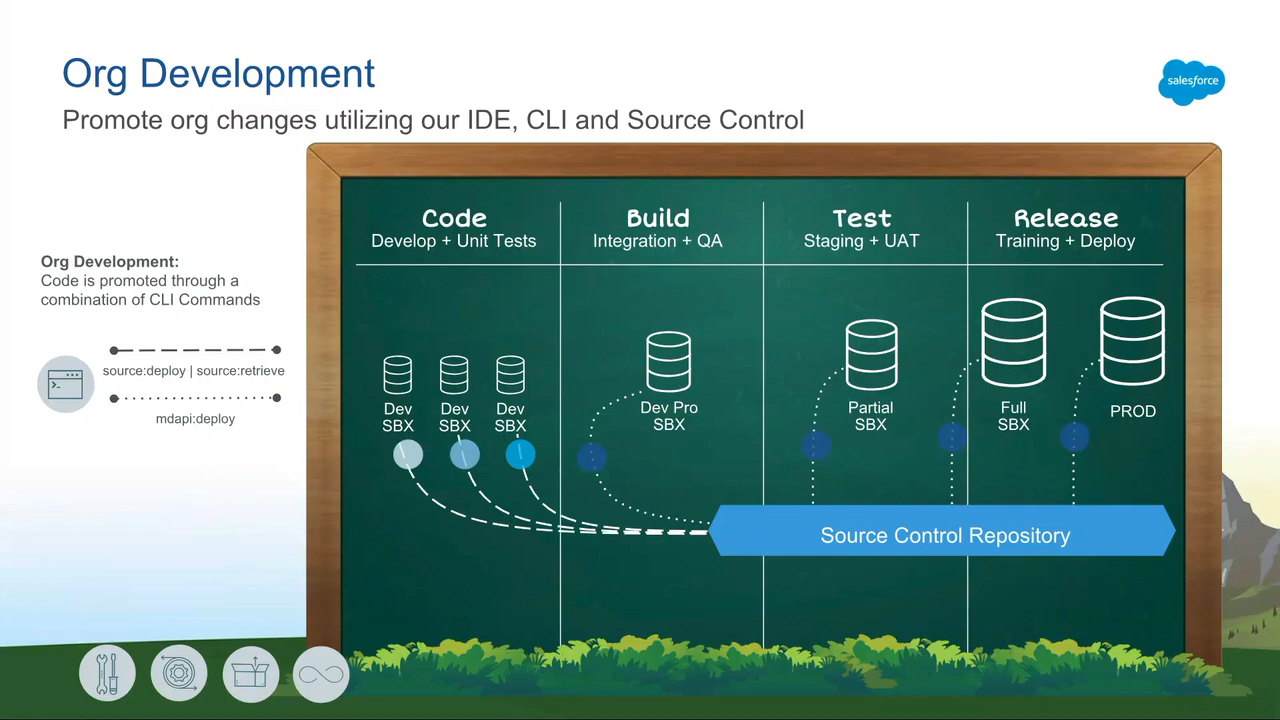 Org Development
salesforce
Promote org changes utilizing our IDE, CLI and Source Control
Org Development:
Code is promoted through a
combination of CLI Commands
source:deploy | source:retrieve
mdapi:deploy
Code
Develop + Unit Tests
Build
Integration + QA
Test
Staging + UAT
Release
Training + Deploy
Dev
SBX
Dev
SBX
Dev
SBX
Dev Pro
SBX
Partial
SBX
Full
SBX
PROD
Source Control Repository